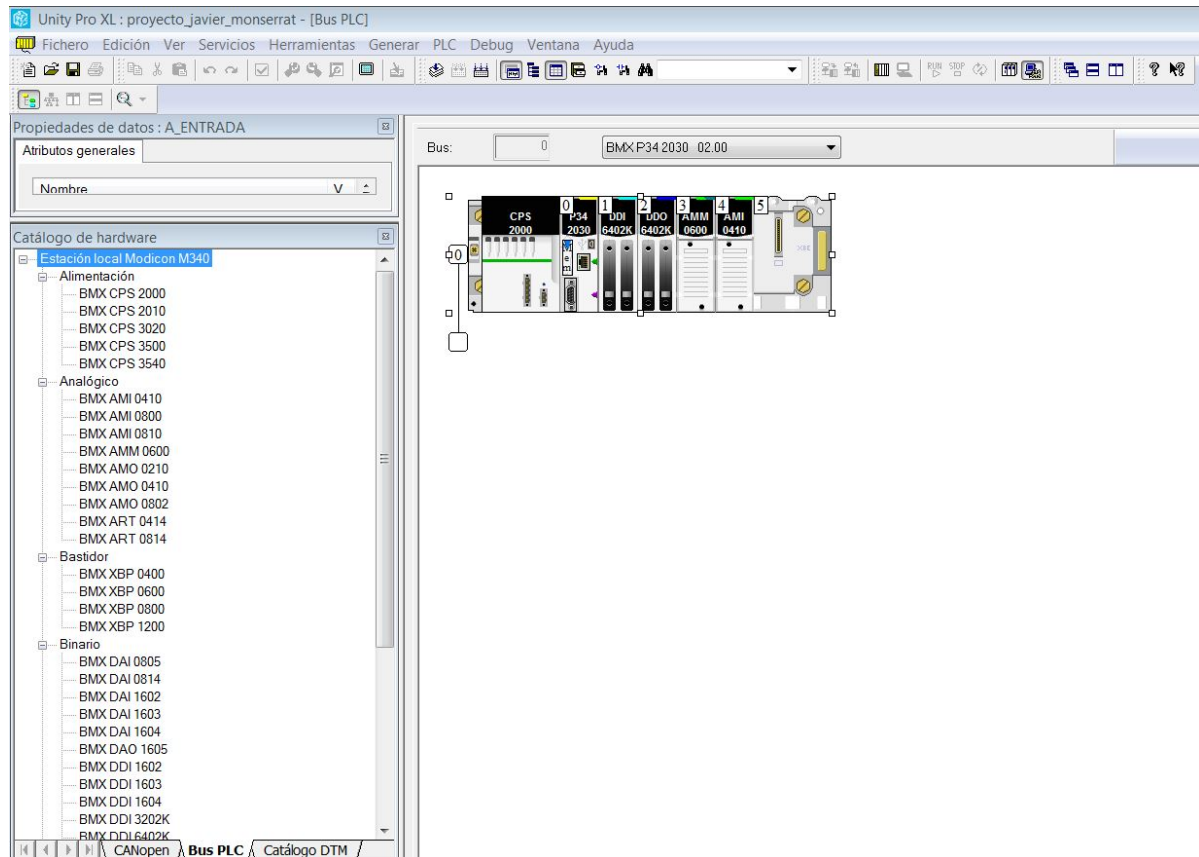 Unity Pro XL : proyecto_javier_monserrat - [Bus PLC]
Fichero Edición Ver Servicios Herramientas Generar PLC Debug Ventana Ayuda
RUN STOP
Propiedades de datos : A_ENTRADA
Atributos generales
Nombre V
Bus: 0 BMX P34 2030 02.00
Catálogo de hardware
Estación local Modicon M340
Alimentación
BMX CPS 2000
BMX CPS 2010
BMX CPS 3020
BMX CPS 3500
BMX CPS 3540
Analógico
BMX AMI 0410
BMX AMI 0800
BMX AMI 0810
BMX AMM 0600
BMX AMO 0210
BMX AMO 0410
BMX AMO 0802
BMX ART 0414
BMX ART 0814
Bastidor
BMX XBP 0400
BMX XBP 0600
BMX XBP 0800
BMX XBP 1200
Binario
BMX DAI 0805
BMX DAI 0814
BMX DAI 1602
BMX DAI 1603
BMX DAI 1604
BMX DAO 1605
BMX DDI 1602
BMX DDI 1603
BMX DDI 1604
BMX DDI 3202K
BMX DDI 6402K
CANopen Bus PLC Catálogo DTM
0 1 2 3 4 5
CPS P34 DDI DDO AMM AMI
2000 2030 6402K 6402K 0600 0410
0